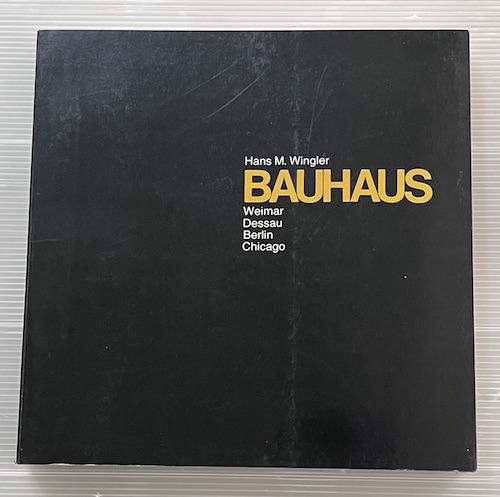 Hans M. Wingler
BAUHAUS
Weimar
Dessau
Berlin
Chicago